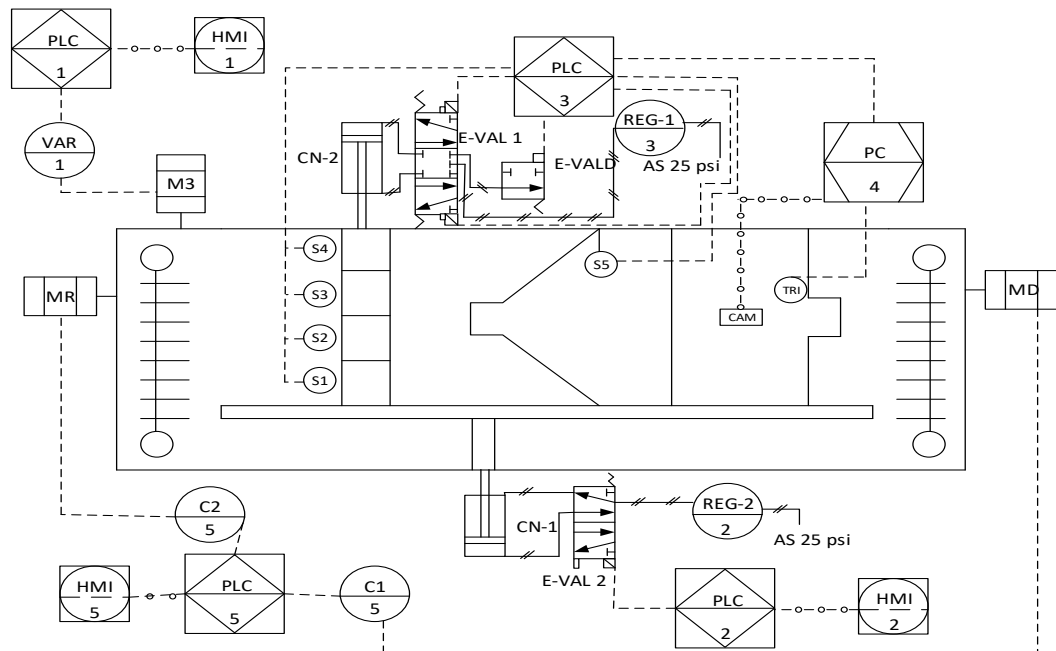 PLC
1
HMI
1
VAR
1
M3
CN-2
E-VAL 1
PLC
3
E-VALD
REG-1
3
AS 25 psi
PC
4
MR
S4
S3
S2
S1
S5
TRI
CAM
MD
C2
5
HMI
5
PLC
5
C1
5
CN-1
E-VAL 2
REG-2
2
AS 25 psi
PLC
2
HMI
2